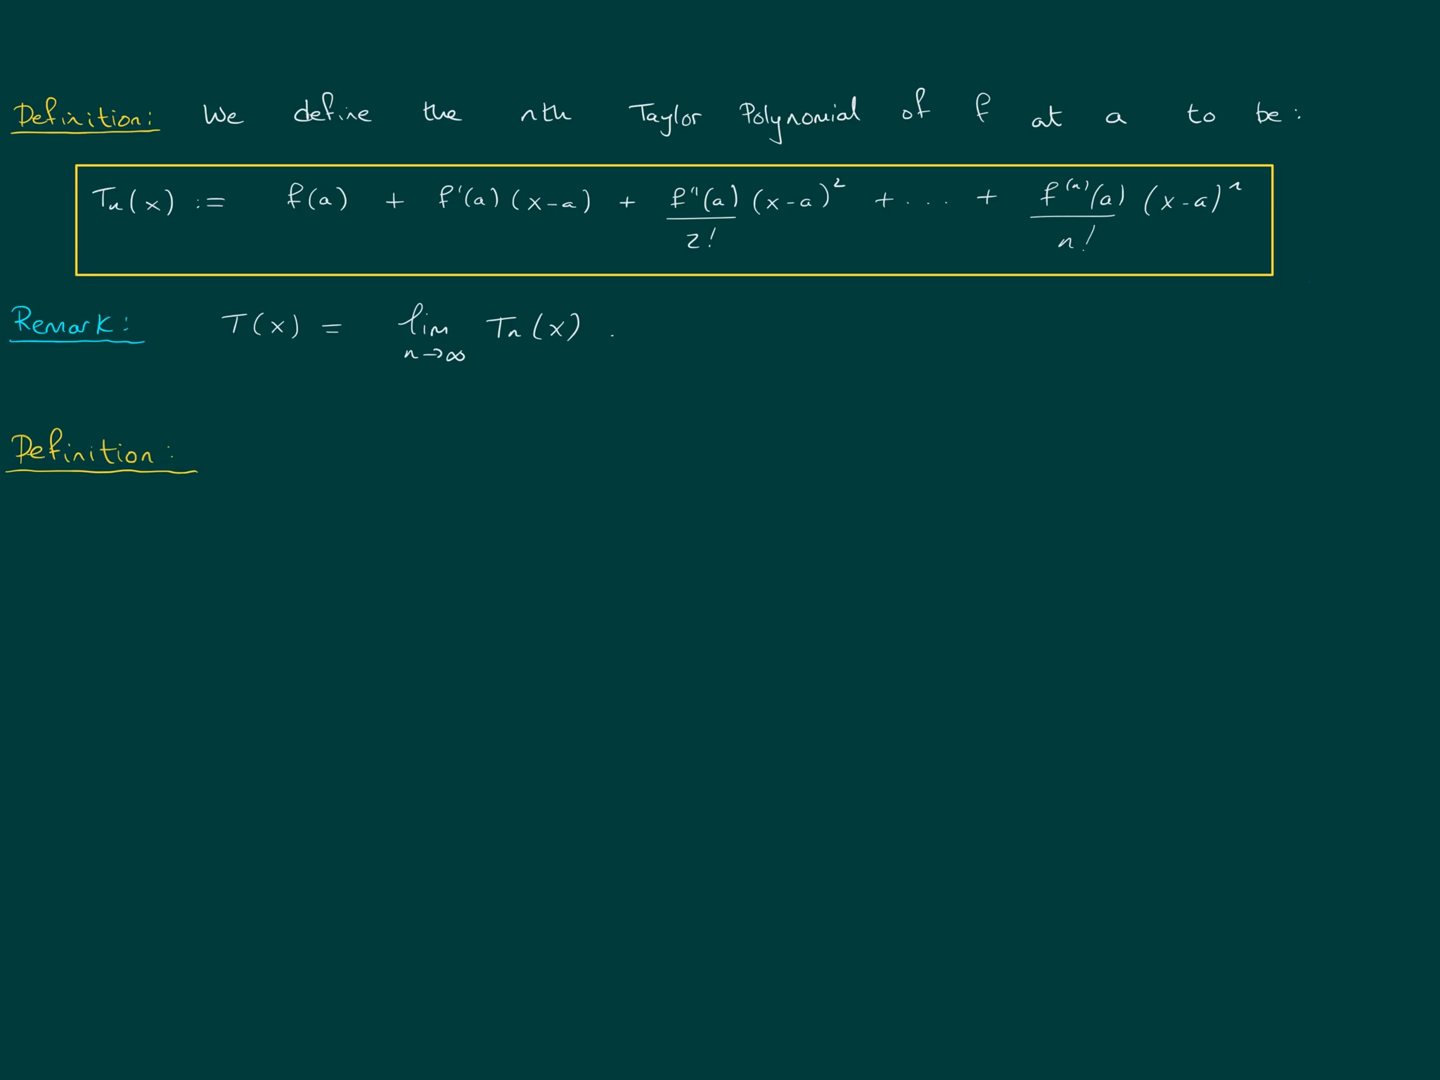 Definition: We define the nth Taylor Polynomial of f at a to be:
Tn(x) := f(a) + f'(a)(x-a) + f''(a)/2! (x-a)² + ... + f⁽ⁿ⁾(a)/n! (x-a)ⁿ
Remark: T(x) = lim n→∞ Tn(x).
Definition: